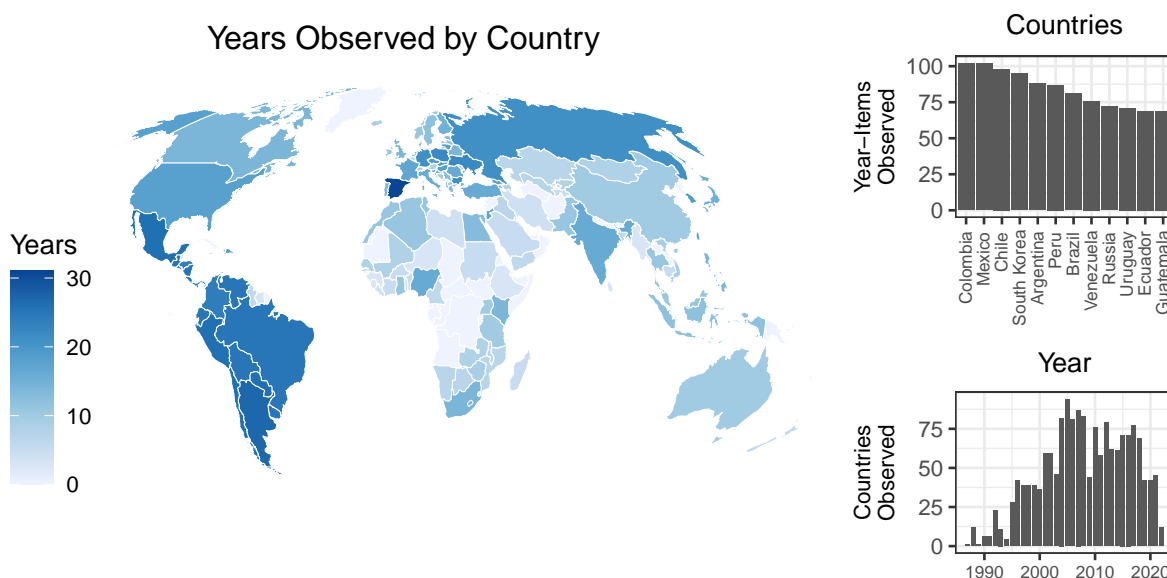 Years Observed by Country
Years
30
20
10
0
Countries
Year−Items
Observed
100
75
50
25
0
Colombia
Mexico
Chile
South Korea
Argentina
Peru
Brazil
Venezuela
Russia
Uruguay
Ecuador
Guatemala
Year
Countries
Observed
75
50
25
0
1990
2000
2010
2020